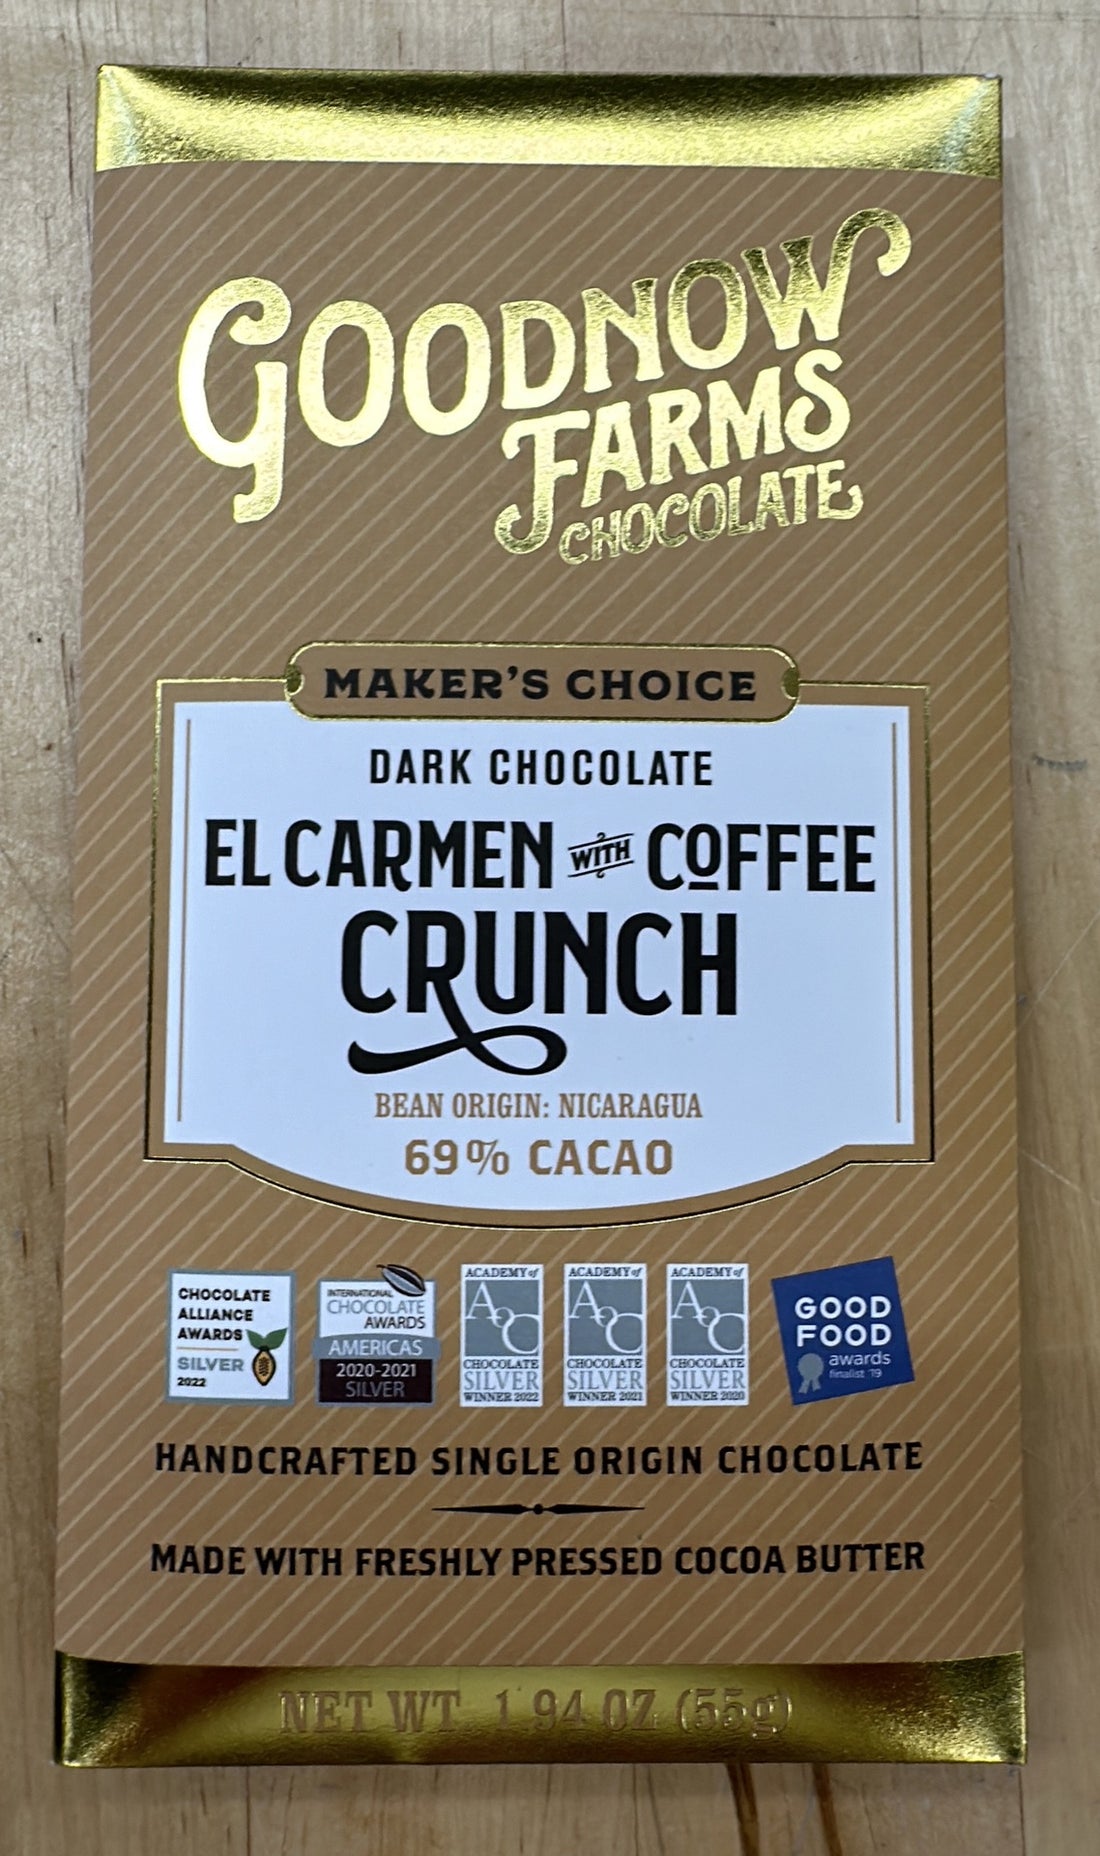 GOODNOW
FARMS
CHOCOLATE
MAKER'S CHOICE
DARK CHOCOLATE
EL CARMEN WITH COFFEE
CRUNCH
BEAN ORIGIN: NICARAGUA
69% CACAO
CHOCOLATE
ALLIANCE
AWARDS
SILVER
2022
INTERNATIONAL
CHOCOLATE
AWARDS
AMERICAS
2020-2021
SILVER
ACADEMY of
AoC
CHOCOLATE
SILVER
WINNER 2022
ACADEMY of
AoC
CHOCOLATE
SILVER
WINNER 2021
ACADEMY of
AoC
CHOCOLATE
SILVER
WINNER 2020
GOOD
FOOD
awards
finalist '19
HANDCRAFTED SINGLE ORIGIN CHOCOLATE
MADE WITH FRESHLY PRESSED COCOA BUTTER
NET WT 1.94 OZ (55g)